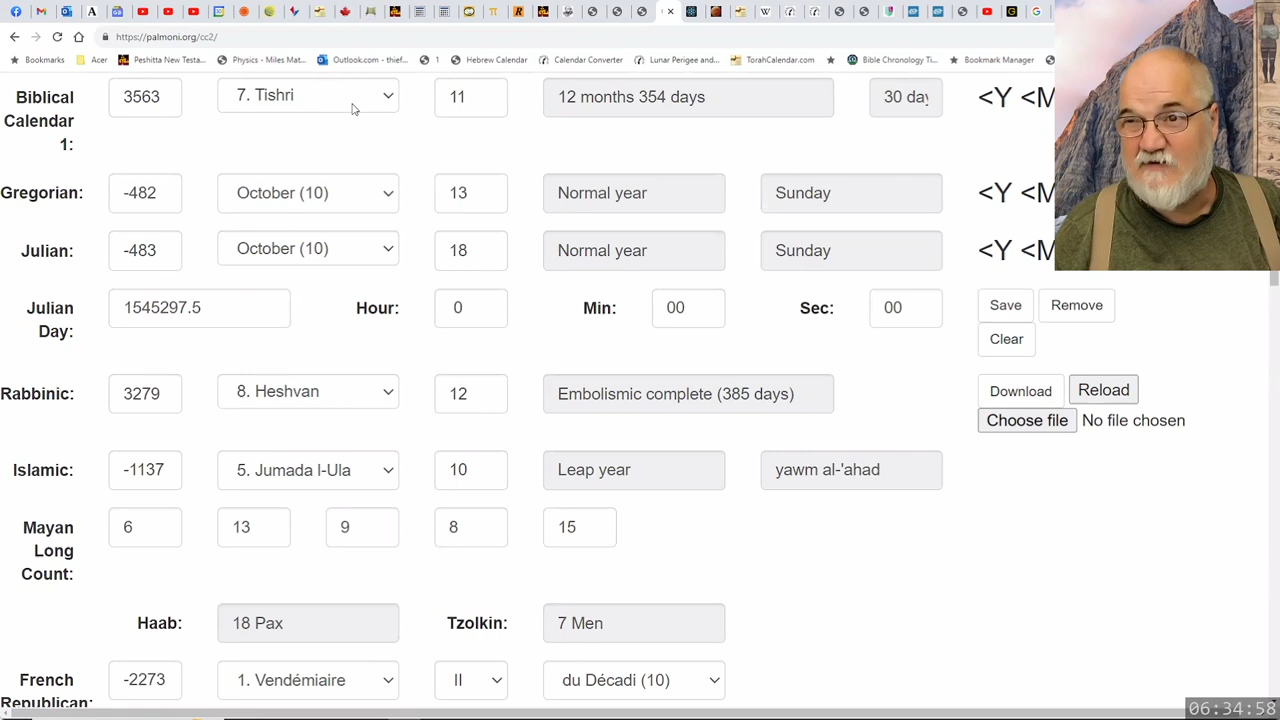 https://palmoni.org/cc2/
Bookmarks Acer Peshitta New Testa... Physics - Miles Mat... Outlook.com - thief... 1 Hebrew Calendar Calendar Converter Lunar Perigee and... TorahCalendar.com Bible Chronology Ti... Bookmark Manager
Biblical Calendar 1: 3563 7. Tishri 11 12 months 354 days 30 day <Y <M
Gregorian: -482 October (10) 13 Normal year Sunday <Y <M
Julian: -483 October (10) 18 Normal year Sunday <Y <M
Julian Day: 1545297.5 Hour: 0 Min: 00 Sec: 00 Save Remove
Clear
Rabbinic: 3279 8. Heshvan 12 Embolismic complete (385 days) Download Reload
Choose file No file chosen
Islamic: -1137 5. Jumada l-Ula 10 Leap year yawm al-'ahad
Mayan Long Count: 6 13 9 8 15
Haab: 18 Pax Tzolkin: 7 Men
French Republican: -2273 1. Vendémiaire II du Décadi (10)
06:34:58